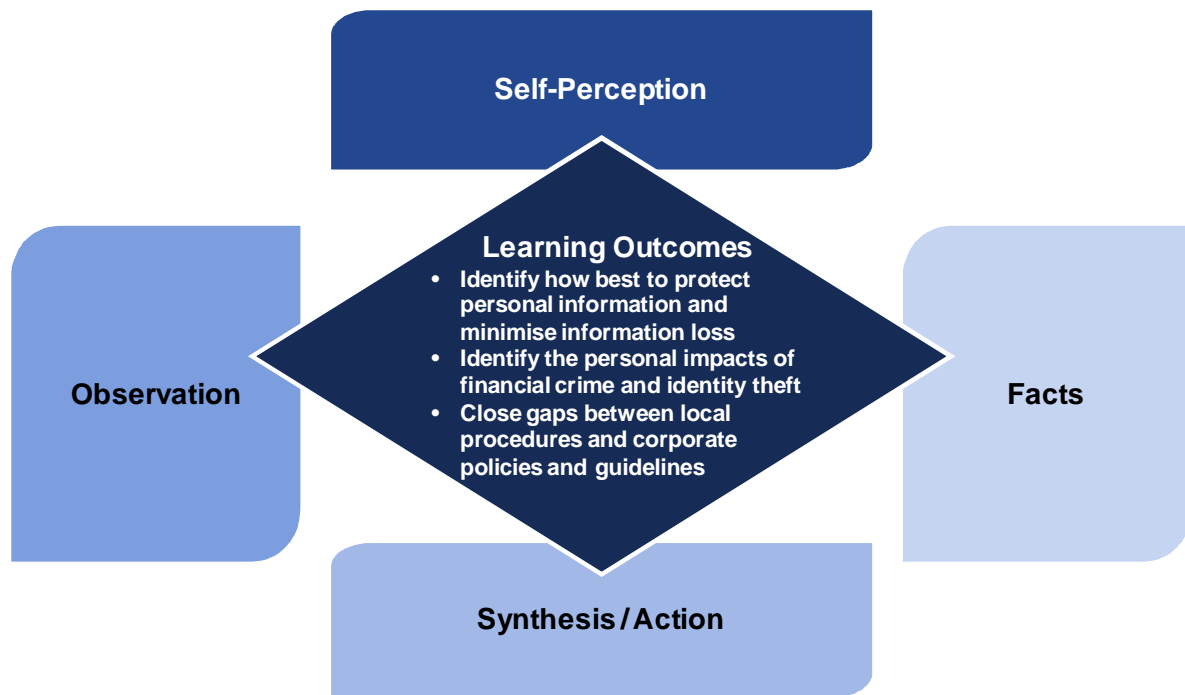 Self-Perception
Learning Outcomes
• Identify how best to protect
personal information and
minimise information loss
• Identify the personal impacts of
financial crime and identity theft
• Close gaps between local
procedures and corporate
policies and guidelines
Observation
Facts
Synthesis / Action